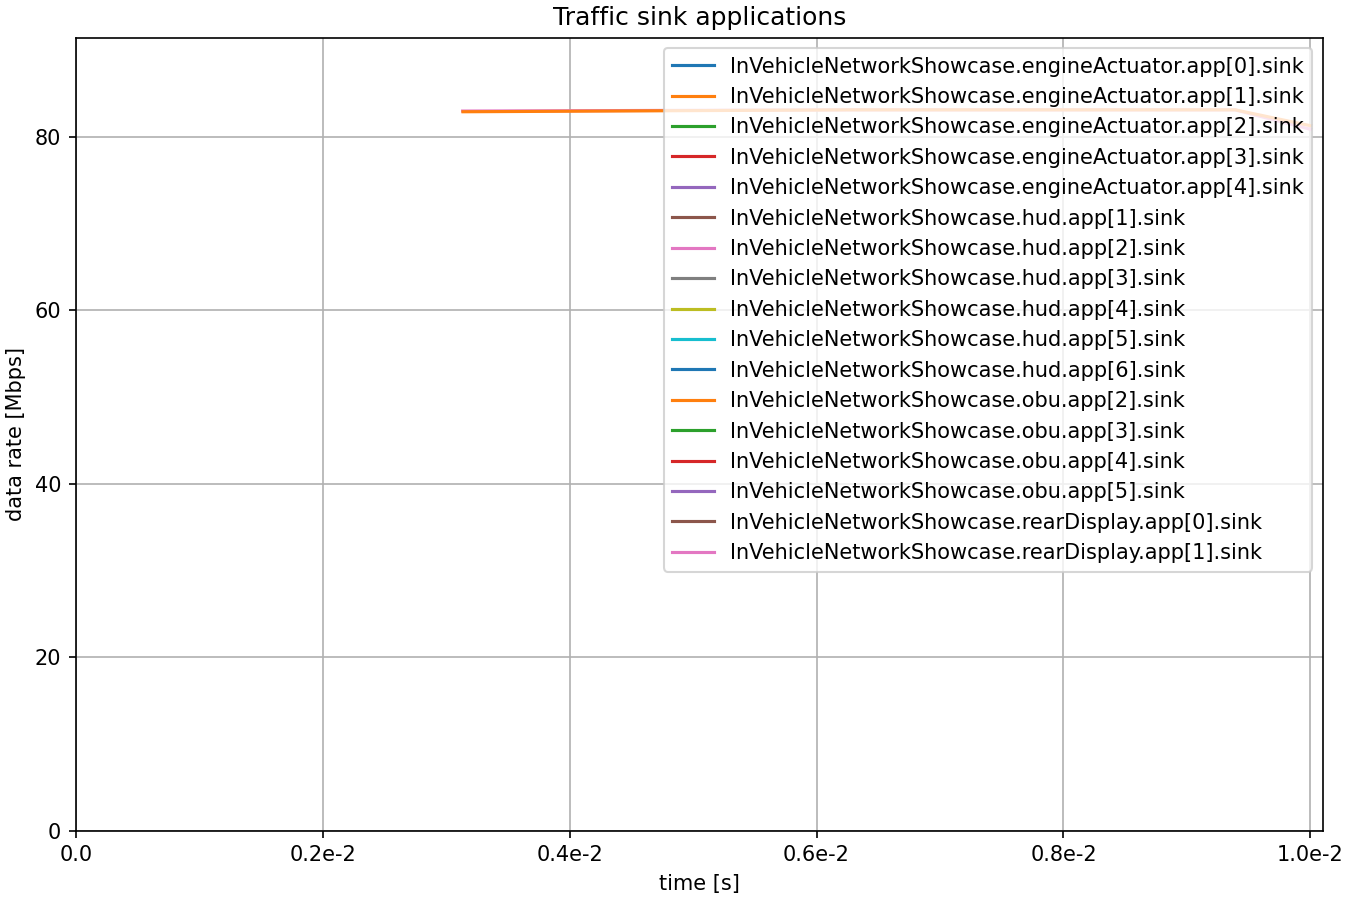 Traffic sink applications
InVehicleNetworkShowcase.engineActuator.app[0].sink
InVehicleNetworkShowcase.engineActuator.app[1].sink
InVehicleNetworkShowcase.engineActuator.app[2].sink
InVehicleNetworkShowcase.engineActuator.app[3].sink
InVehicleNetworkShowcase.engineActuator.app[4].sink
InVehicleNetworkShowcase.hud.app[1].sink
InVehicleNetworkShowcase.hud.app[2].sink
InVehicleNetworkShowcase.hud.app[3].sink
InVehicleNetworkShowcase.hud.app[4].sink
InVehicleNetworkShowcase.hud.app[5].sink
InVehicleNetworkShowcase.hud.app[6].sink
InVehicleNetworkShowcase.obu.app[2].sink
InVehicleNetworkShowcase.obu.app[3].sink
InVehicleNetworkShowcase.obu.app[4].sink
InVehicleNetworkShowcase.obu.app[5].sink
InVehicleNetworkShowcase.rearDisplay.app[0].sink
InVehicleNetworkShowcase.rearDisplay.app[1].sink
data rate [Mbps]
80
60
40
20
0
0.0 0.2e-2 0.4e-2 0.6e-2 0.8e-2 1.0e-2
time [s]